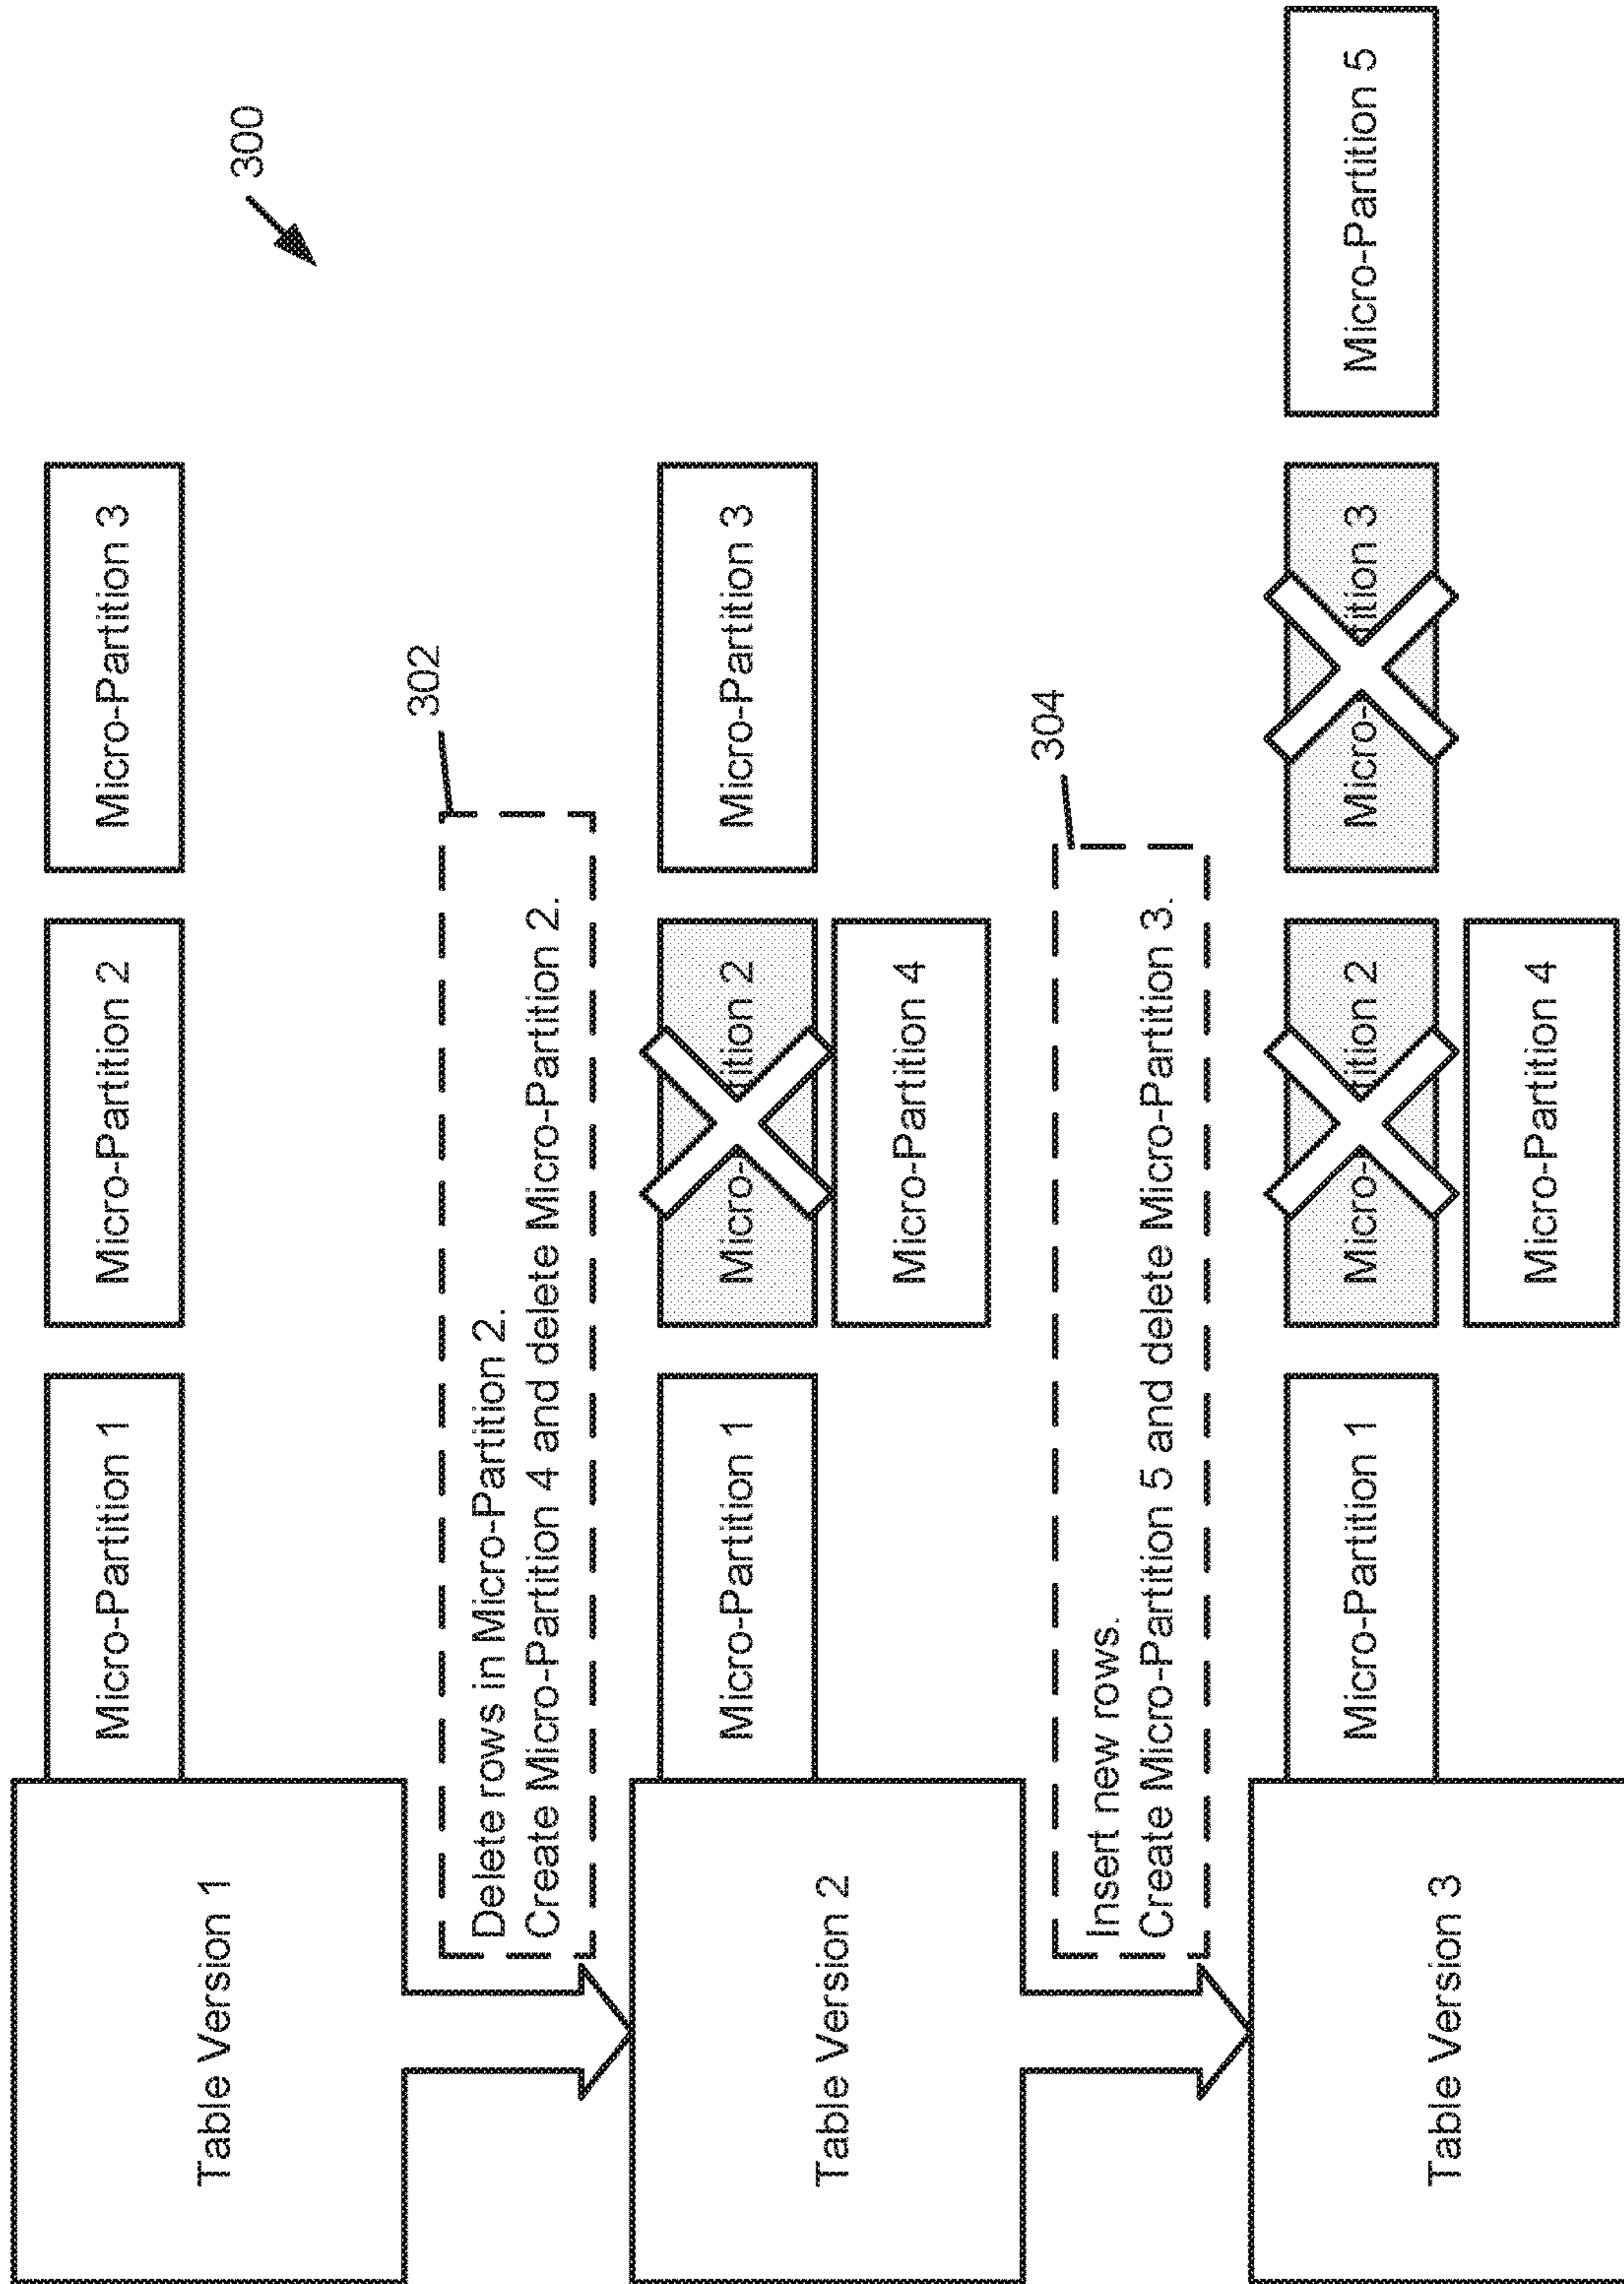 300
Table Version 1
Micro-Partition 1
Micro-Partition 2
Micro-Partition 3
302
Delete rows in Micro-Partition 2.
Create Micro-Partition 4 and delete Micro-Partition 2.
Table Version 2
Micro-Partition 1
Micro- tition 2
Micro-Partition 3
Micro-Partition 4
304
Insert new rows.
Create Micro-Partition 5 and delete Micro-Partition 3.
Table Version 3
Micro-Partition 1
Micro- tition 2
Micro- tition 3
Micro-Partition 5
Micro-Partition 4